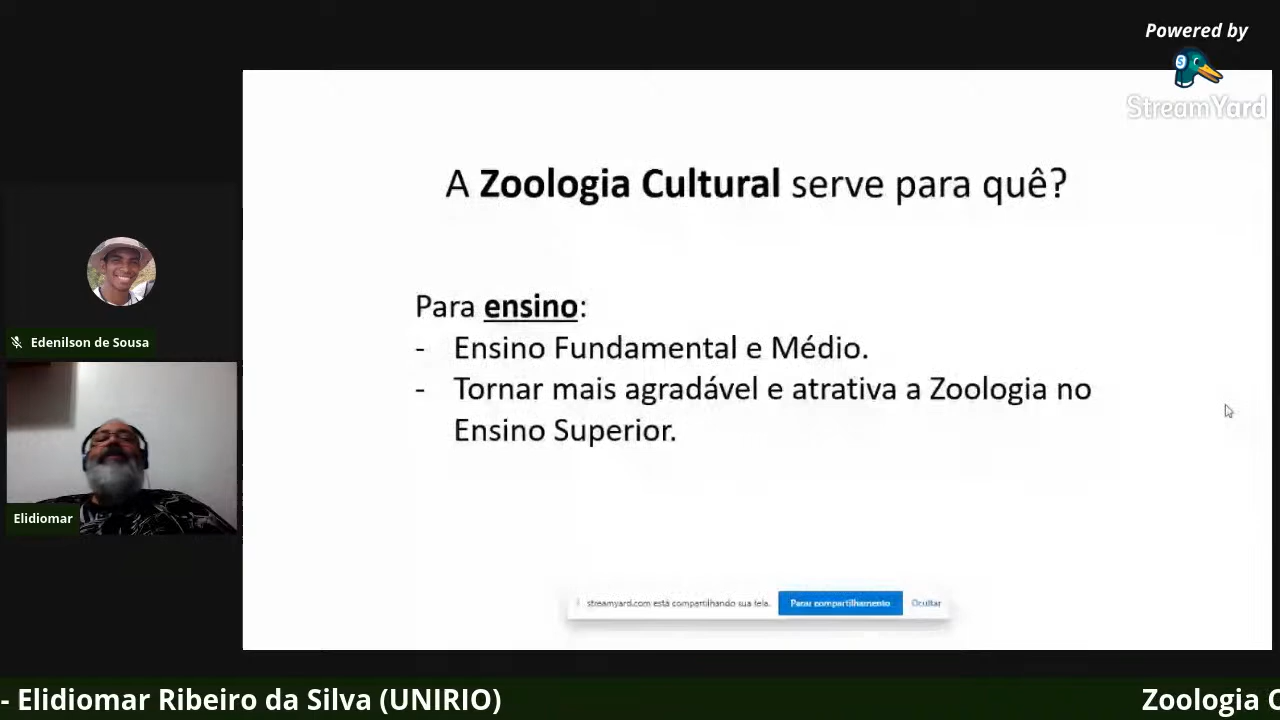 Powered by
StreamYard
A Zoologia Cultural serve para quê?
Para ensino:
- Ensino Fundamental e Médio.
- Tornar mais agradável e atrativa a Zoologia no
Ensino Superior.
Edenilson de Sousa
Elidiomar
streamyard.com está compartilhando sua tela.
Parar compartilhamento
Ocultar
- Elidiomar Ribeiro da Silva (UNIRIO)
Zoologia C